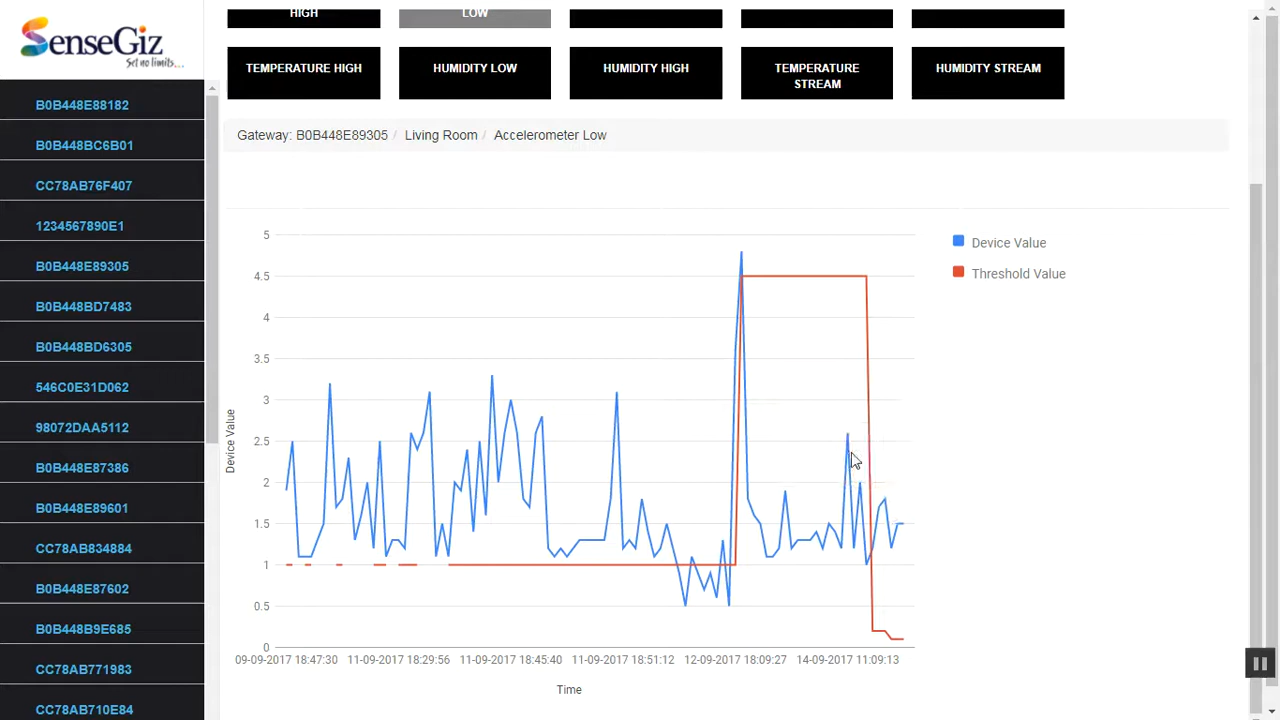 SenseGiz
Set no limits...
HIGH
LOW
TEMPERATURE HIGH
HUMIDITY LOW
HUMIDITY HIGH
TEMPERATURE
STREAM
HUMIDITY STREAM
B0B448E88182
B0B448BC6B01
CC78AB76F407
1234567890E1
B0B448E89305
B0B448BD7483
B0B448BD6305
546C0E31D062
98072DAA5112
B0B448E87386
B0B448E89601
CC78AB834884
B0B448E87602
B0B448B9E685
CC78AB771983
CC78AB710E84
Gateway: B0B448E89305 / Living Room / Accelerometer Low
5
4.5
4
3.5
3
2.5
2
1.5
1
0.5
0
Device Value
09-09-2017 18:47:30
11-09-2017 18:29:56
11-09-2017 18:45:40
11-09-2017 18:51:12
12-09-2017 18:09:27
14-09-2017 11:09:13
Time
Device Value
Threshold Value